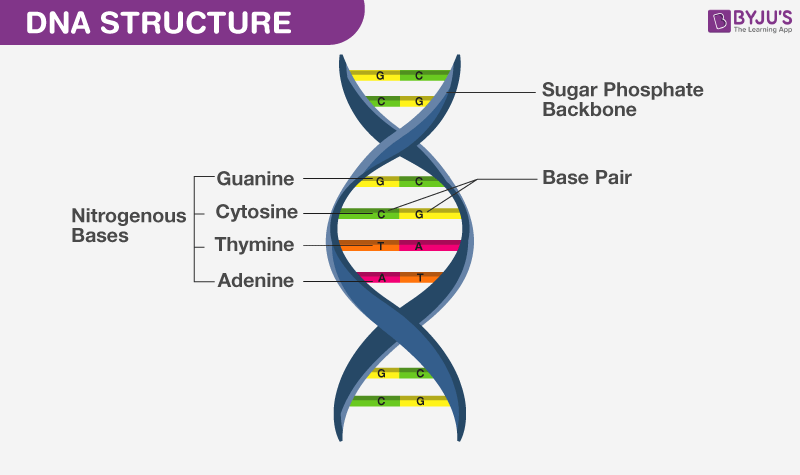 DNA STRUCTURE
BYJU'S
The Learning App
G C
C G
Sugar Phosphate
Backbone
Nitrogenous
Bases
Guanine
Cytosine
Thymine
Adenine
G C
C G
T A
A T
Base Pair
G C
C G